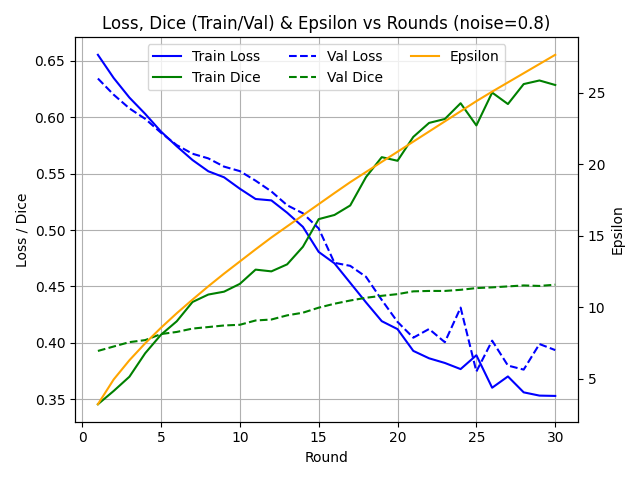 Loss, Dice (Train/Val) & Epsilon vs Rounds (noise=0.8)
Train Loss
Train Dice
Val Loss
Val Dice
Epsilon
Loss / Dice
0.65
0.60
0.55
0.50
0.45
0.40
0.35
Epsilon
25
20
15
10
5
0 5 10 15 20 25 30
Round